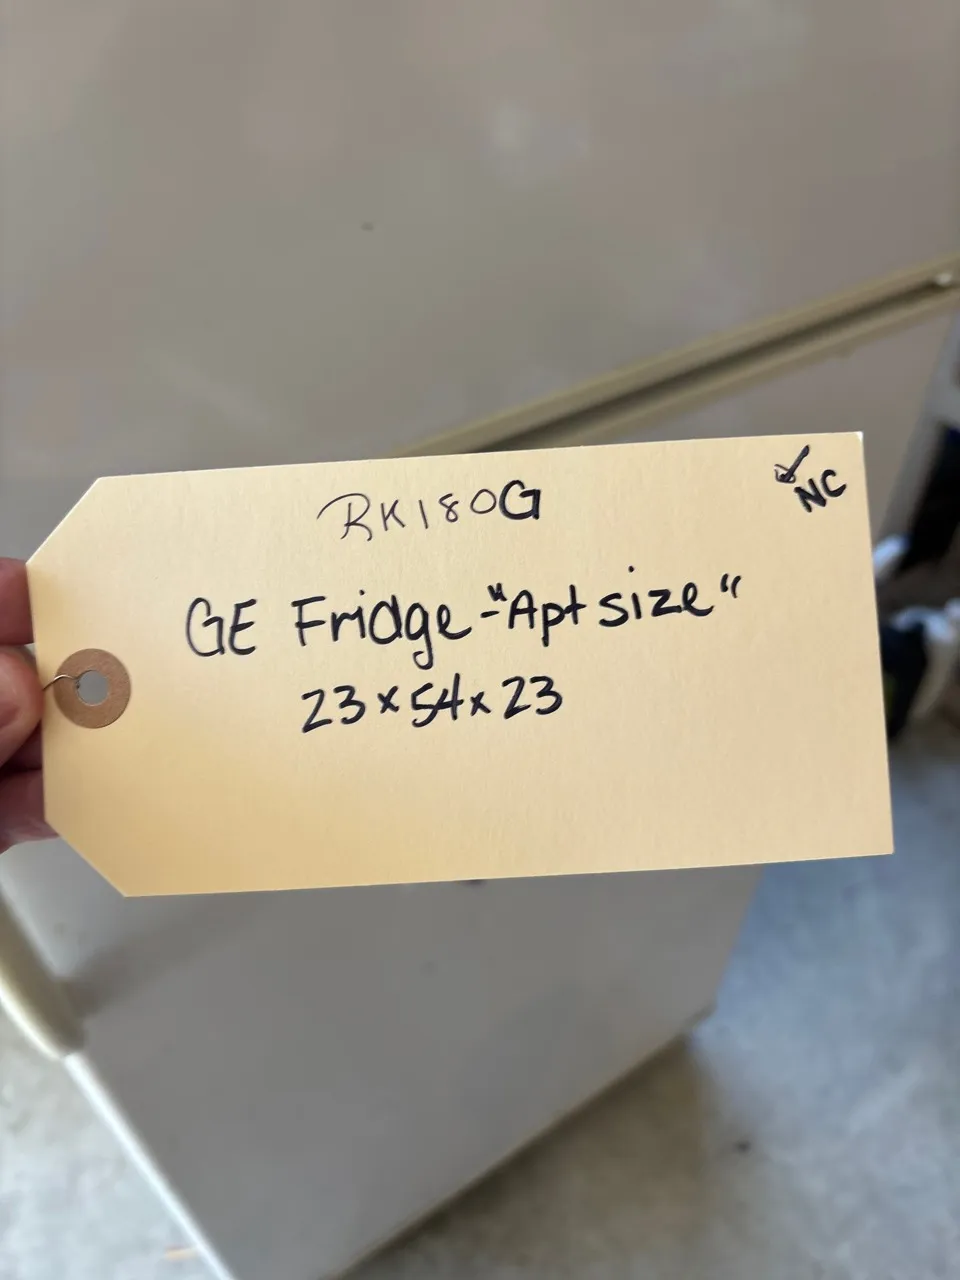 RK180G
NC
GE Fridge - "Apt size"
23 x 54 x 23